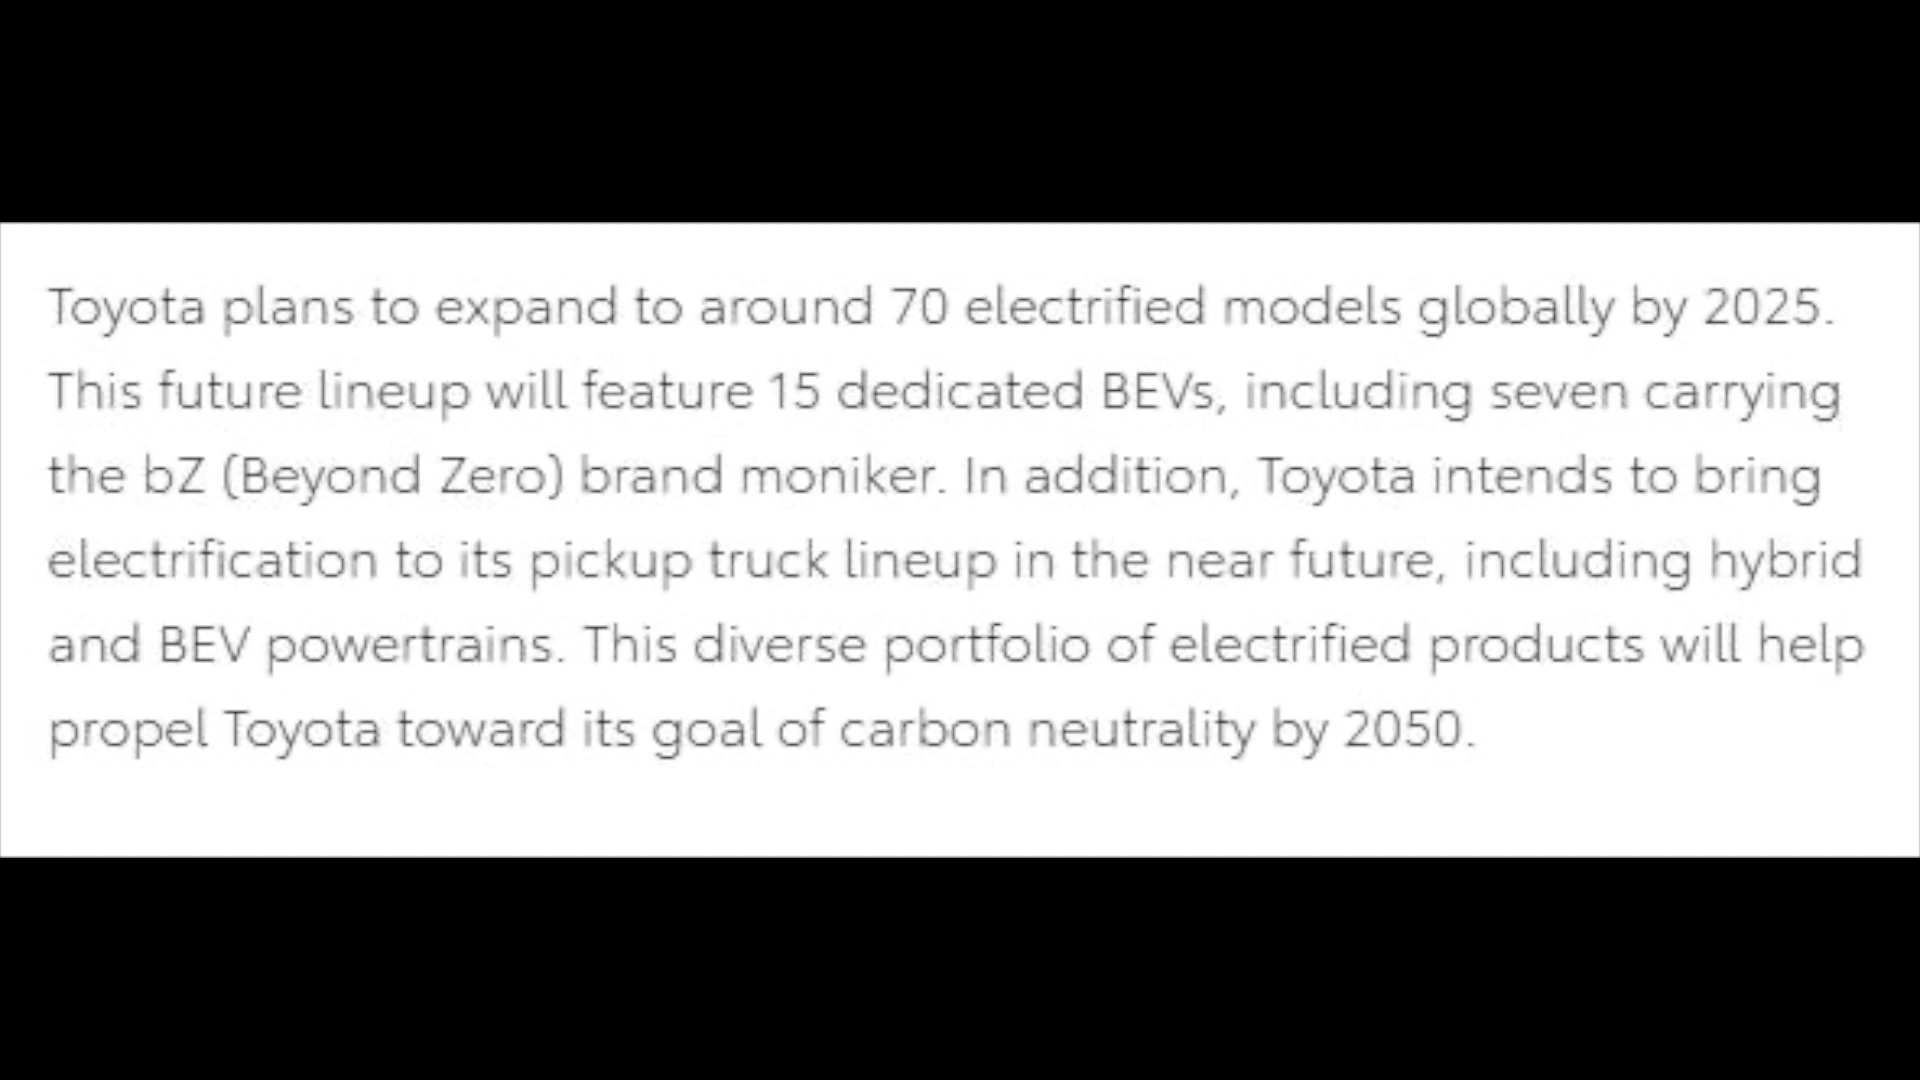 Toyota plans to expand to around 70 electrified models globally by 2025.
This future lineup will feature 15 dedicated BEVs, including seven carrying
the bZ (Beyond Zero) brand moniker. In addition, Toyota intends to bring
electrification to its pickup truck lineup in the near future, including hybrid
and BEV powertrains. This diverse portfolio of electrified products will help
propel Toyota toward its goal of carbon neutrality by 2050.